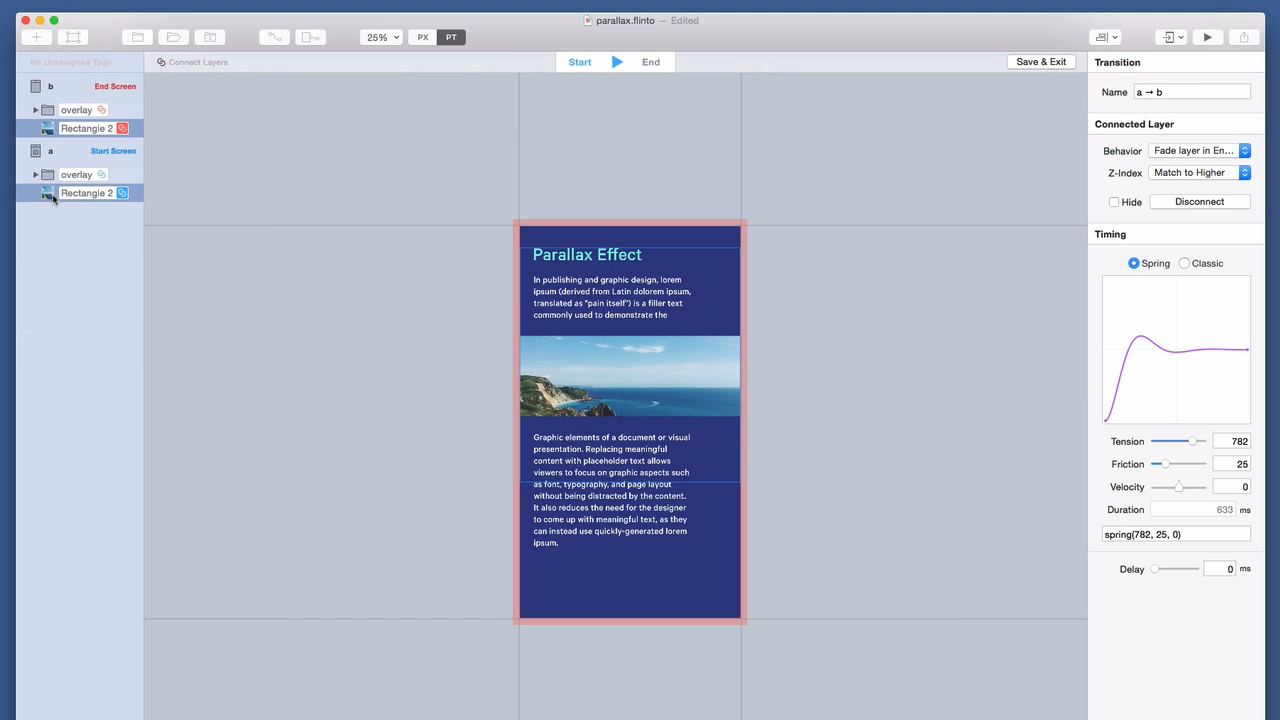 parallax.flinto — Edited
25%
PX
PT
No Unassigned Tags
Connect Layers
Start
End
Save & Exit
b
End Screen
overlay
Rectangle 2
a
Start Screen
overlay
Rectangle 2
Parallax Effect
In publishing and graphic design, lorem
ipsum (derived from Latin dolorem ipsum,
translated as "pain itself") is a filler text
commonly used to demonstrate the
Graphic elements of a document or visual
presentation. Replacing meaningful
content with placeholder text allows
viewers to focus on graphic aspects such
as font, typography, and page layout
without being distracted by the content.
It also reduces the need for the designer
to come up with meaningful text, as they
can instead use quickly-generated lorem
ipsum.
Transition
Name a → b
Connected Layer
Behavior Fade layer in En...
Z-Index Match to Higher
Hide Disconnect
Timing
Spring Classic
Tension 782
Friction 25
Velocity 0
Duration 633 ms
spring(782, 25, 0)
Delay 0 ms